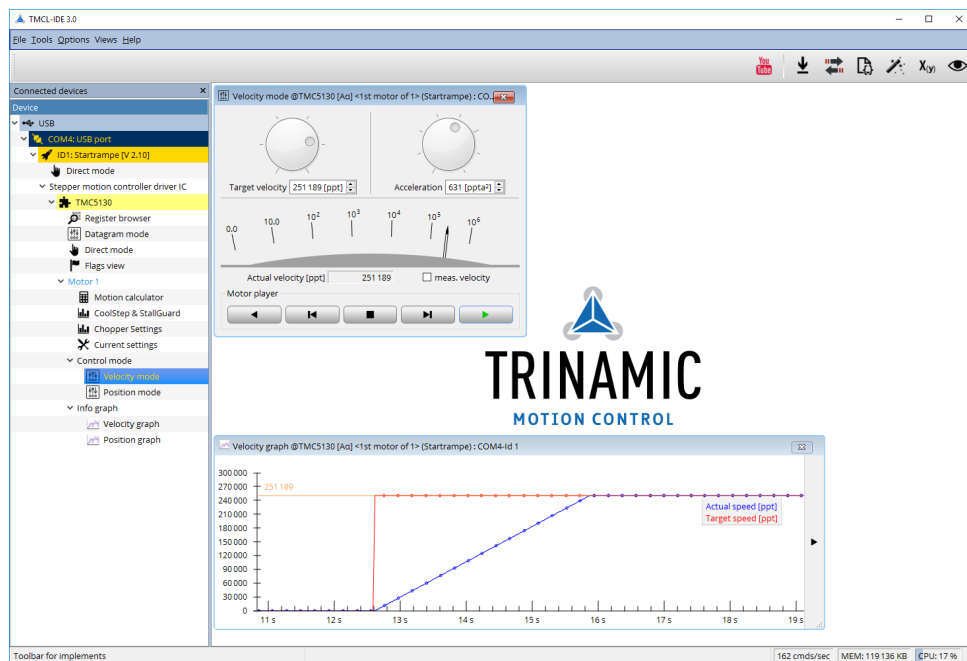 TMCL-IDE 3.0
File Tools Options Views Help
You
Tube
X(y)
Connected devices
Device
USB
COM4: USB port
ID1: Startrampe [V 2.10]
Direct mode
Stepper motion controller driver IC
TMC5130
Register browser
Datagram mode
Direct mode
Flags view
Motor 1
Motion calculator
CoolStep & StallGuard
Chopper Settings
Current settings
Control mode
Velocity mode
Position mode
Info graph
Velocity graph
Position graph
Velocity mode @TMC5130 [Aq] <1st motor of 1> (Startrampe) : CO...
Target velocity 251 189 [ppt] Acceleration 631 [ppta²]
0.0 10.0 10² 10³ 10⁴ 10⁵ 10⁶
Actual velocity [ppt] 251 189 meas. velocity
Motor player
TRINAMIC
MOTION CONTROL
Velocity graph @TMC5130 [Aq] <1st motor of 1> (Startrampe) : COM4-Id 1
300 000
270 000 251 189
240 000
210 000
180 000
150 000
120 000
90 000
60 000
30 000
0
Actual speed [ppt]
Target speed [ppt]
11 s 12 s 13 s 14 s 15 s 16 s 17 s 18 s 19 s
Toolbar for implements 162 cmds/sec MEM: 119 136 KB CPU: 17 %